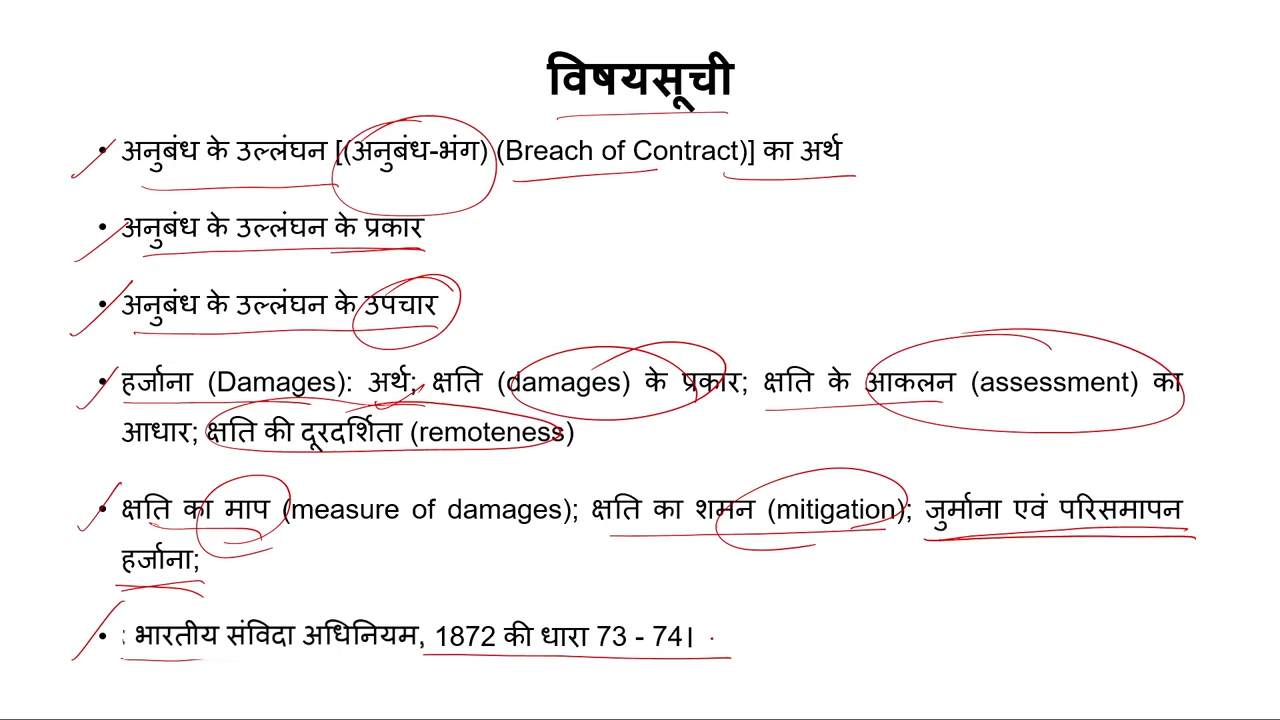 विषयसूची
• अनुबंध के उल्लंघन [(अनुबंध-भंग) (Breach of Contract)] का अर्थ
• अनुबंध के उल्लंघन के प्रकार
• अनुबंध के उल्लंघन के उपचार
• हर्जाना (Damages): अर्थ; क्षति (damages) के प्रकार; क्षति के आकलन (assessment) का
आधार; क्षति की दूरदर्शिता (remoteness)
• क्षति का माप (measure of damages); क्षति का शमन (mitigation); जुर्माना एवं परिसमापन
हर्जाना;
• : भारतीय संविदा अधिनियम, 1872 की धारा 73 - 74।